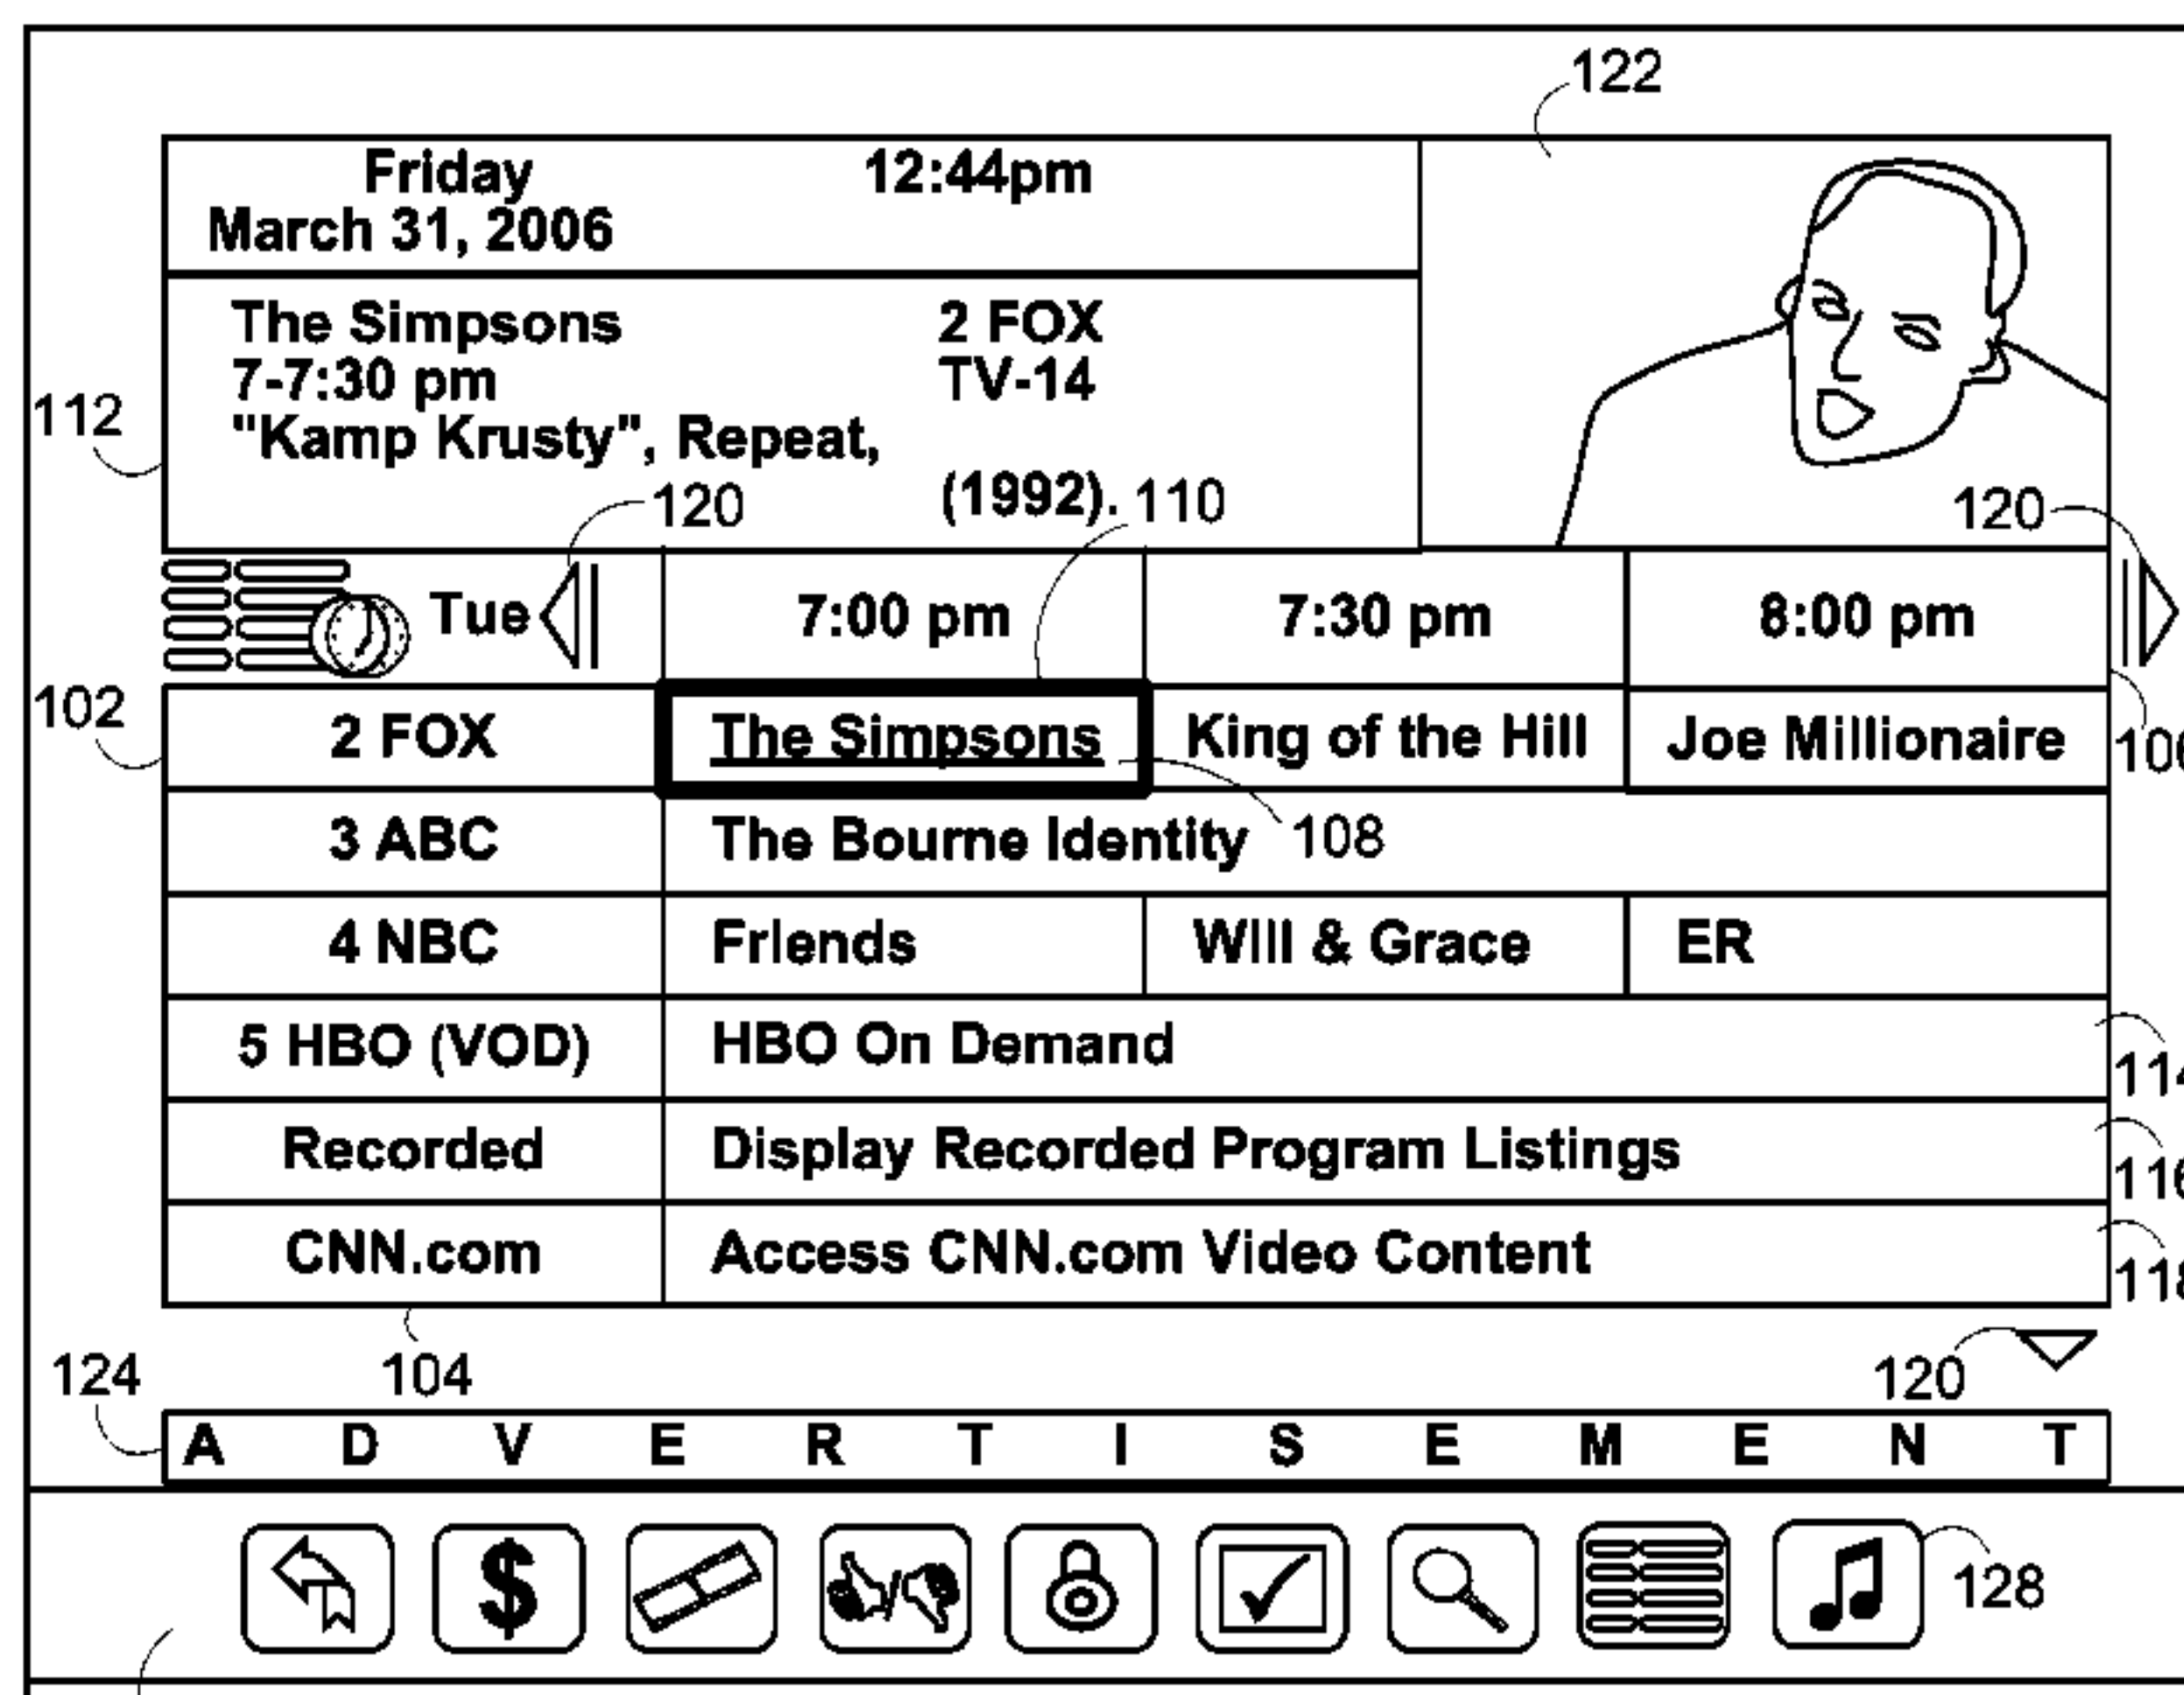 122
Friday 12:44pm
March 31, 2006
The Simpsons 2 FOX
7-7:30 pm TV-14
112
"Kamp Krusty", Repeat,
(1992).
120 110 120
Tue 7:00 pm 7:30 pm 8:00 pm
102
2 FOX The Simpsons King of the Hill Joe Millionaire
3 ABC The Bourne Identity 108
4 NBC Friends Will & Grace ER
5 HBO (VOD) HBO On Demand
Recorded Display Recorded Program Listings
CNN.com Access CNN.com Video Content
124 104 120
A D V E R T I S E M E N T
$
128